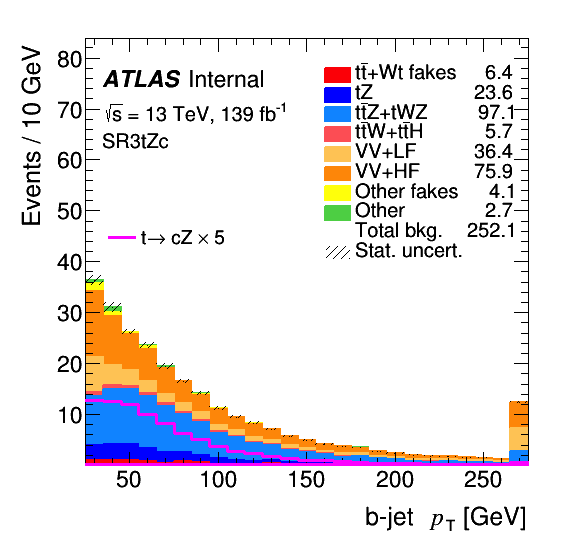 Events / 10 GeV
80
70
60
50
40
30
20
10
ATLAS Internal
√s = 13 TeV, 139 fb⁻¹
SR3tZc
t→ cZ × 5
tt̄+Wt fakes 6.4
tZ 23.6
tt̄Z+tWZ 97.1
tt̄W+tt̄H 5.7
VV+LF 36.4
VV+HF 75.9
Other fakes 4.1
Other 2.7
Total bkg. 252.1
Stat. uncert.
50 100 150 200 250
b-jet p_T [GeV]